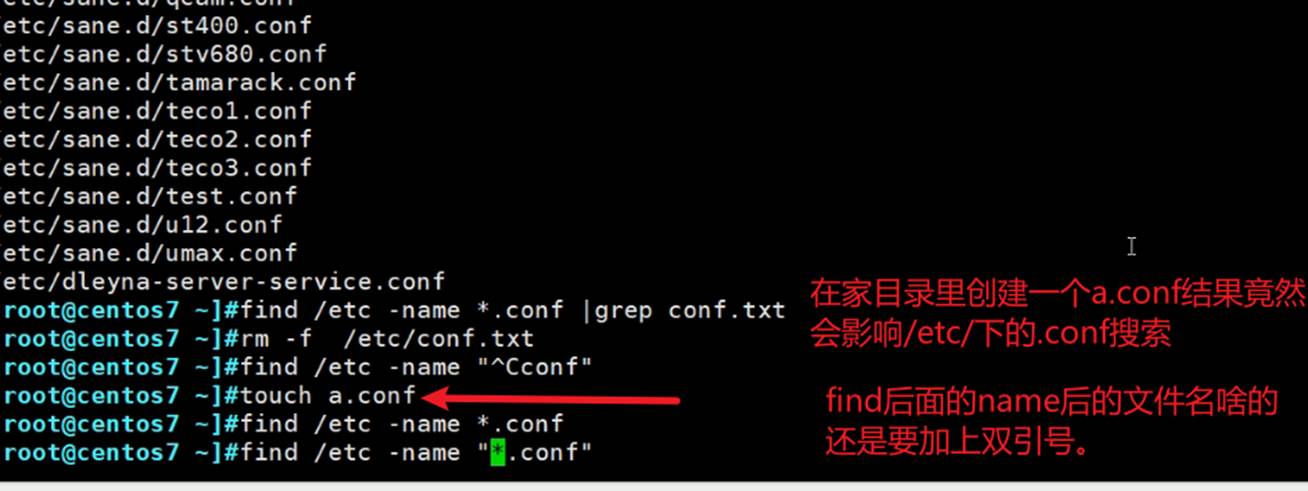 /etc/sane.d/qcam.conf
/etc/sane.d/st400.conf
/etc/sane.d/stv680.conf
/etc/sane.d/tamarack.conf
/etc/sane.d/teco1.conf
/etc/sane.d/teco2.conf
/etc/sane.d/teco3.conf
/etc/sane.d/test.conf
/etc/sane.d/u12.conf
/etc/sane.d/umax.conf
/etc/dleyna-server-service.conf
root@centos7 ~]#find /etc -name *.conf |grep conf.txt
root@centos7 ~]#rm -f  /etc/conf.txt
root@centos7 ~]#find /etc -name "^Cconf"
root@centos7 ~]#touch a.conf
root@centos7 ~]#find /etc -name *.conf
root@centos7 ~]#find /etc -name "*.conf"
在家目录里创建一个a.conf结果竟然
会影响/etc/下的.conf搜索
find后面的name后的文件名啥的
还是要加上双引号。